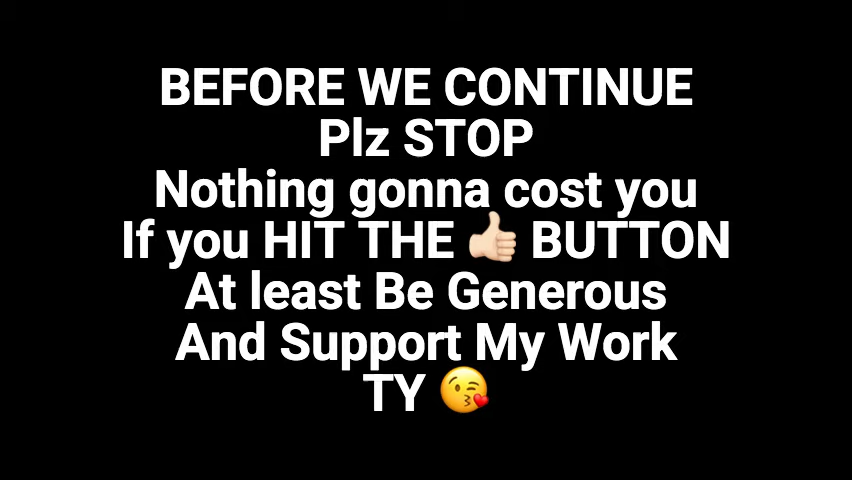 BEFORE WE CONTINUE
Plz STOP
Nothing gonna cost you
If you HIT THE 👍🏻 BUTTON
At least Be Generous
And Support My Work
TY 😘